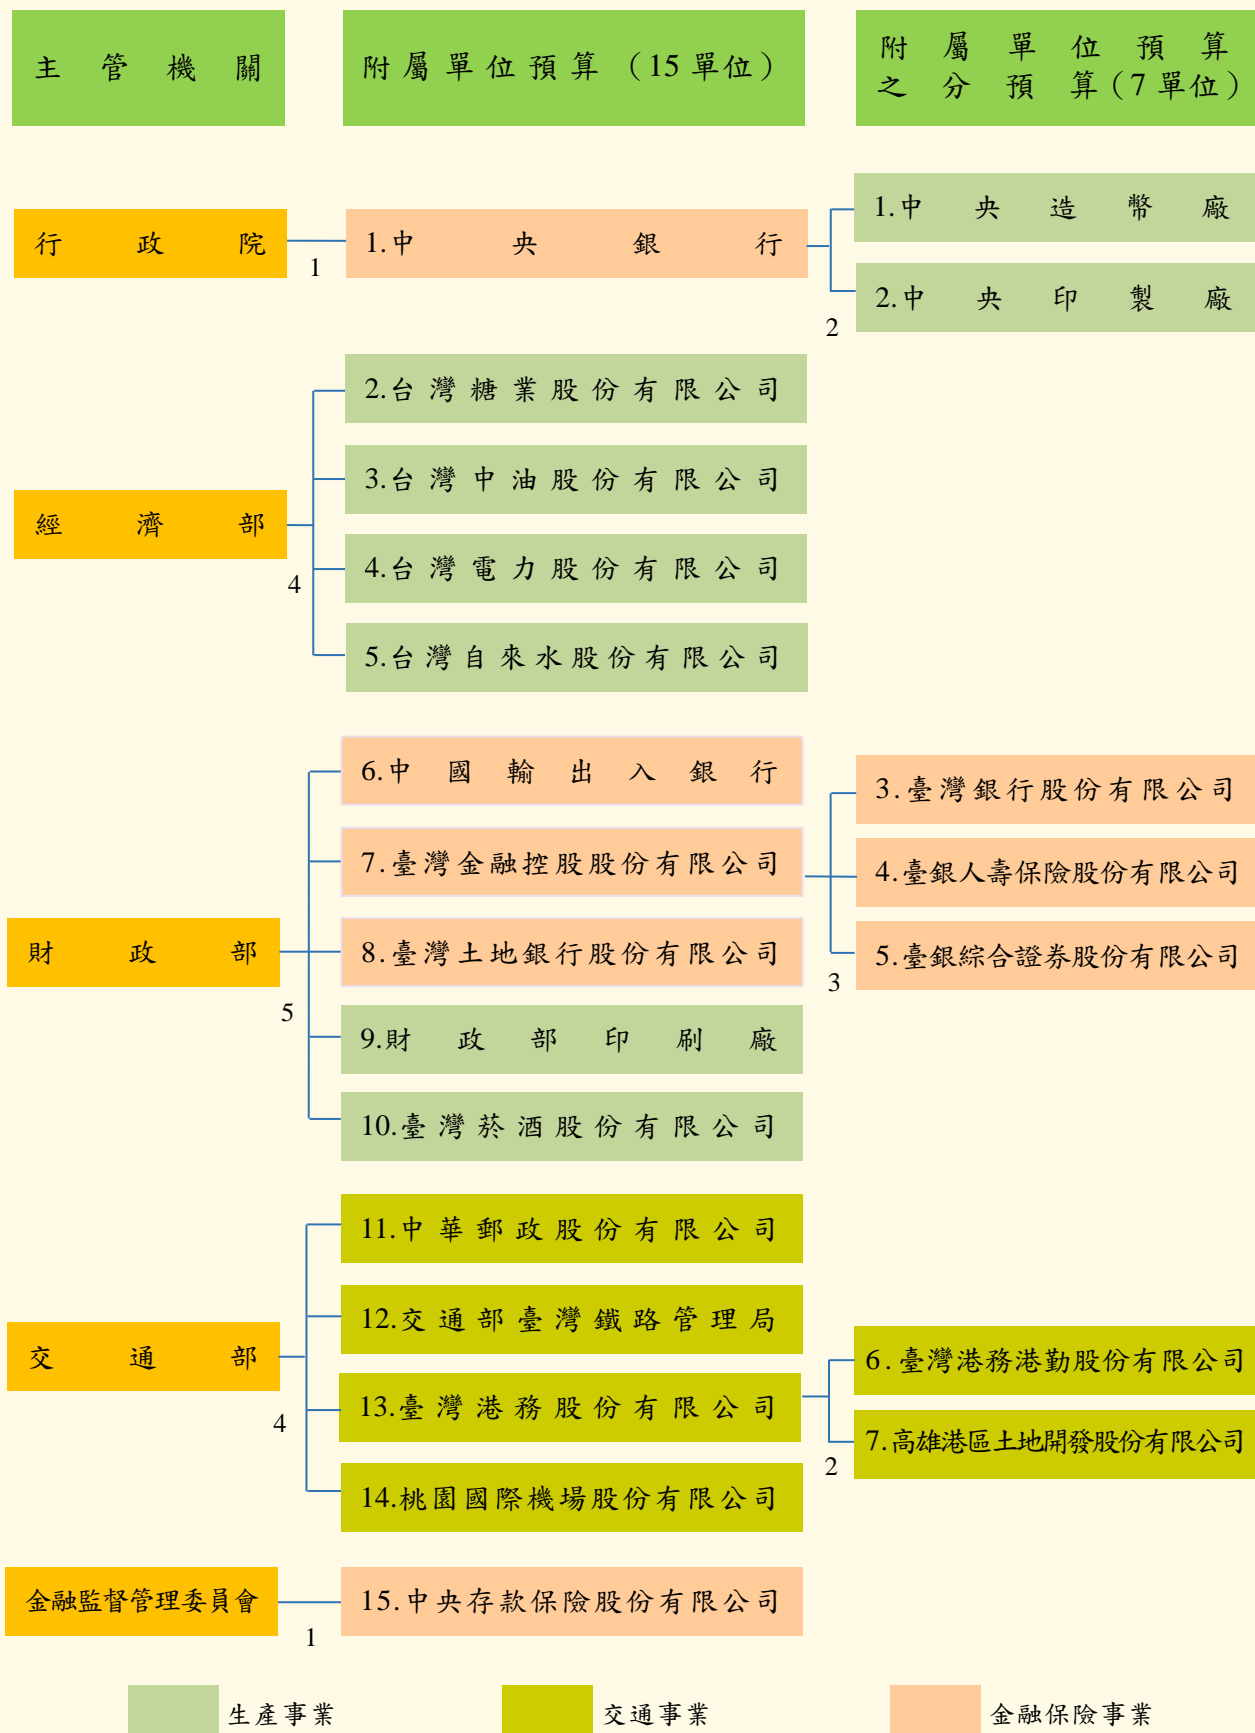 主管機關
附屬單位預算（15單位）
附屬單位預算
之分預算（7單位）
行政院
1
1.中央銀行
1.中央造幣廠
2.中央印製廠
2
經濟部
4
2.台灣糖業股份有限公司
3.台灣中油股份有限公司
4.台灣電力股份有限公司
5.台灣自來水股份有限公司
財政部
5
6.中國輸出入銀行
7.臺灣金融控股股份有限公司
8.臺灣土地銀行股份有限公司
9.財政部印刷廠
10.臺灣菸酒股份有限公司
3.臺灣銀行股份有限公司
4.臺銀人壽保險股份有限公司
5.臺銀綜合證券股份有限公司
3
交通部
4
11.中華郵政股份有限公司
12.交通部臺灣鐵路管理局
13.臺灣港務股份有限公司
14.桃園國際機場股份有限公司
6.臺灣港務港勤股份有限公司
7.高雄港區土地開發股份有限公司
2
金融監督管理委員會
1
15.中央存款保險股份有限公司
生產事業
交通事業
金融保險事業